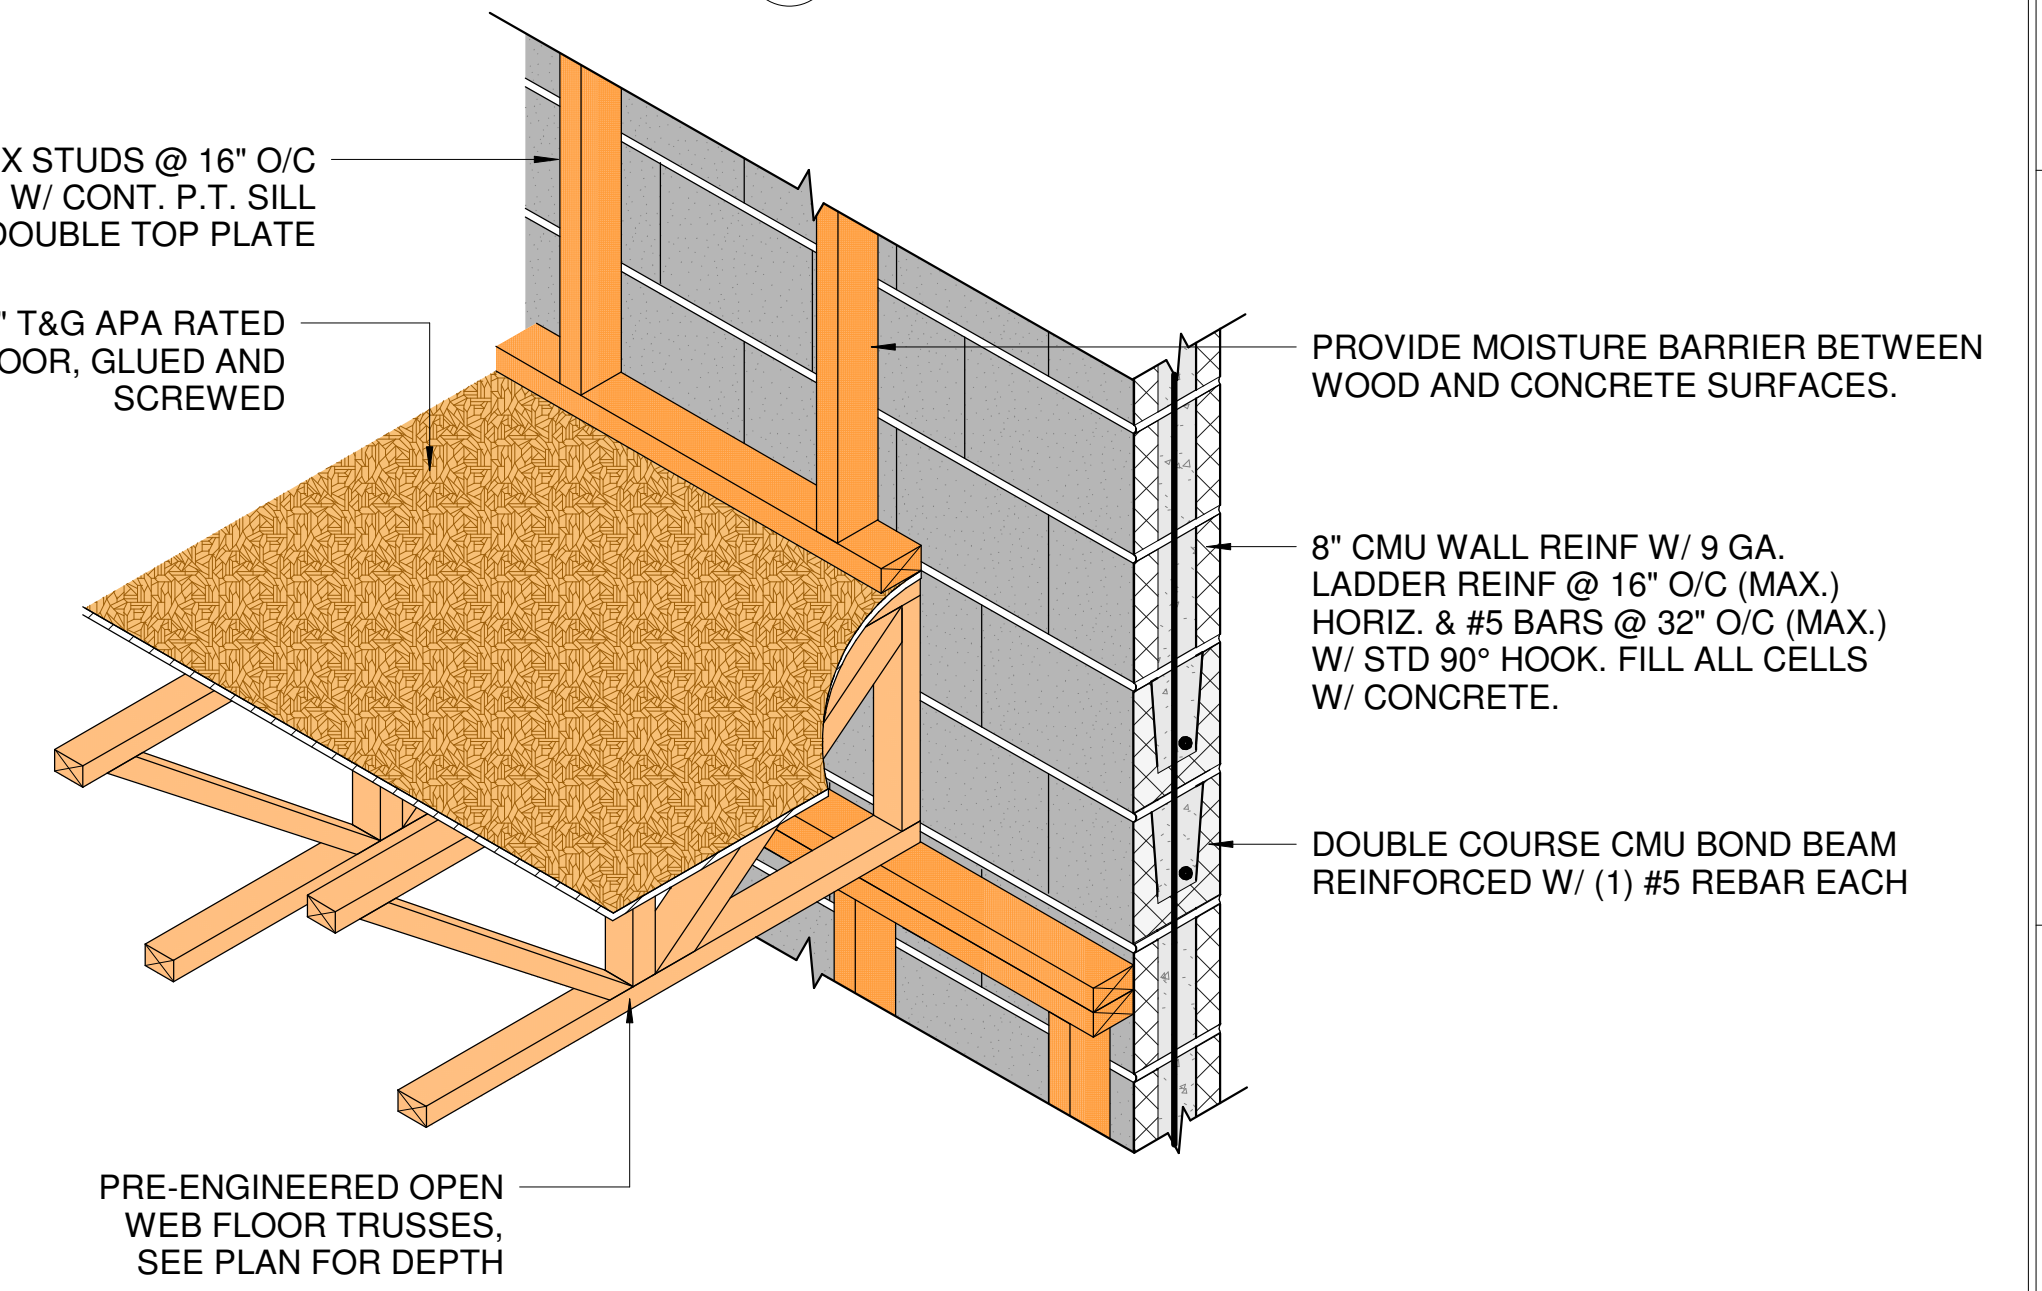 X STUDS @ 16" O/C
W/ CONT. P.T. SILL
DOUBLE TOP PLATE
" T&G APA RATED
OOR, GLUED AND
SCREWED
PROVIDE MOISTURE BARRIER BETWEEN
WOOD AND CONCRETE SURFACES.
8" CMU WALL REINF W/ 9 GA.
LADDER REINF @ 16" O/C (MAX.)
HORIZ. & #5 BARS @ 32" O/C (MAX.)
W/ STD 90° HOOK. FILL ALL CELLS
W/ CONCRETE.
DOUBLE COURSE CMU BOND BEAM
REINFORCED W/ (1) #5 REBAR EACH
PRE-ENGINEERED OPEN
WEB FLOOR TRUSSES,
SEE PLAN FOR DEPTH